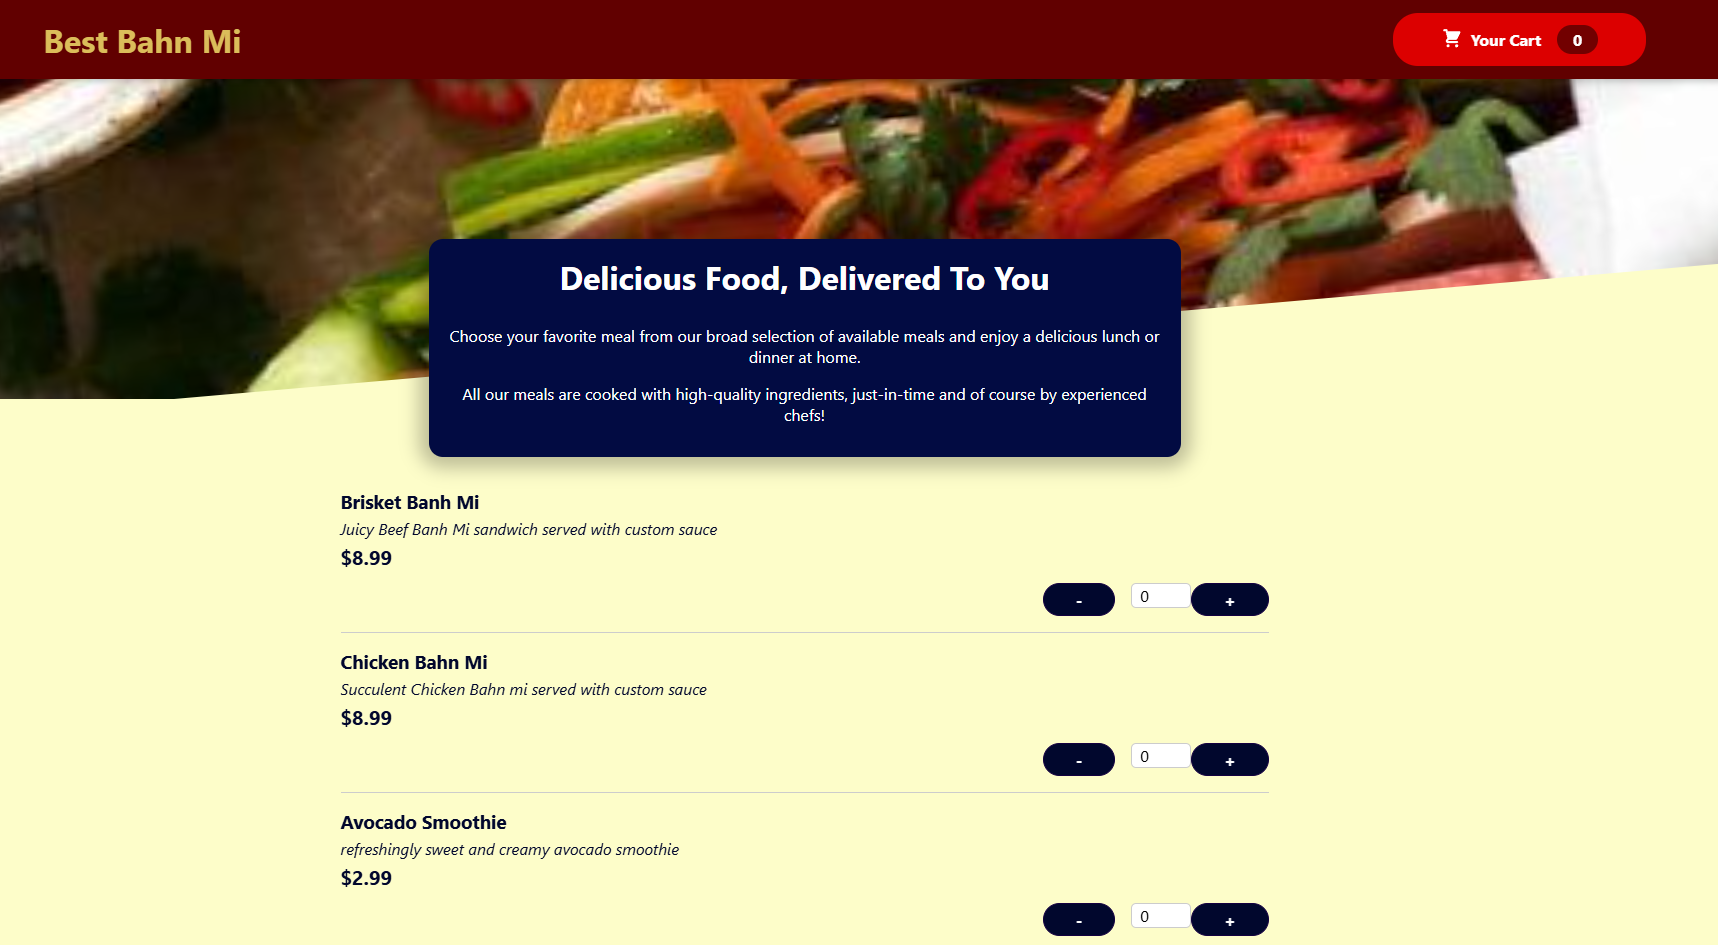 Best Bahn Mi
Your Cart 0
Delicious Food, Delivered To You
Choose your favorite meal from our broad selection of available meals and enjoy a delicious lunch or
dinner at home.
All our meals are cooked with high-quality ingredients, just-in-time and of course by experienced
chefs!
Brisket Banh Mi
Juicy Beef Banh Mi sandwich served with custom sauce
$8.99
- 0 +
Chicken Bahn Mi
Succulent Chicken Bahn mi served with custom sauce
$8.99
- 0 +
Avocado Smoothie
refreshingly sweet and creamy avocado smoothie
$2.99
- 0 +